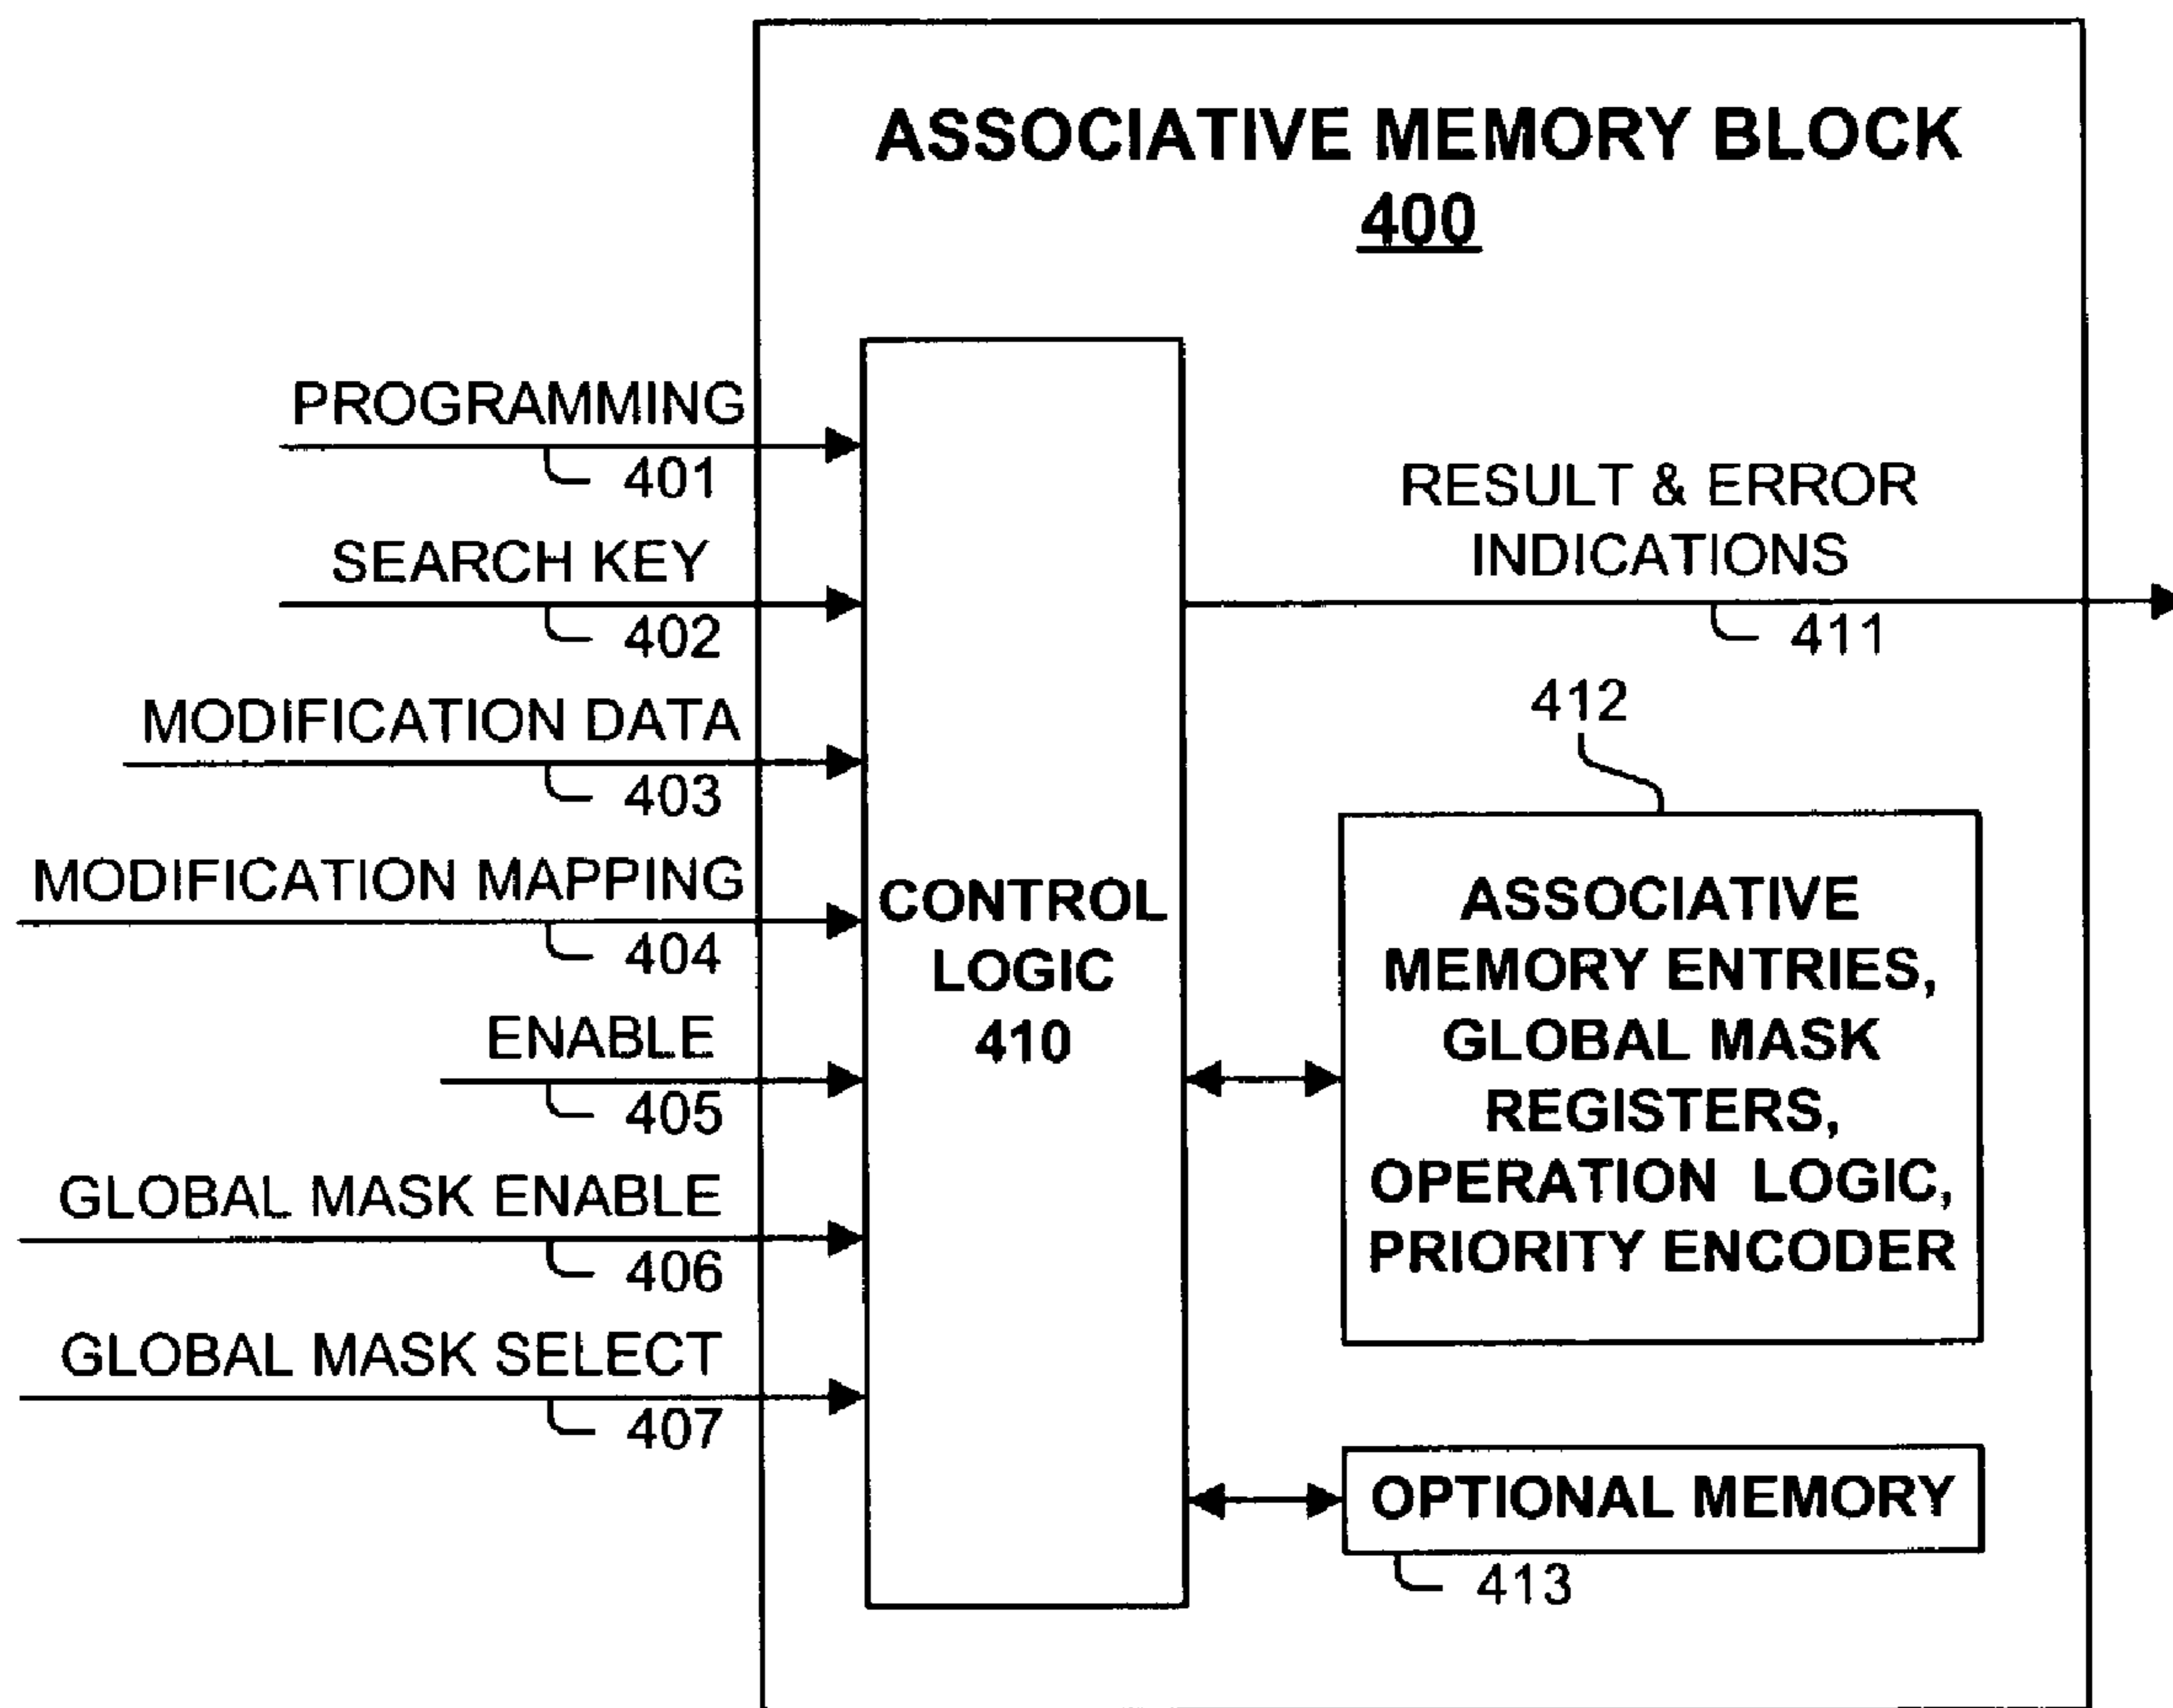 ASSOCIATIVE MEMORY BLOCK
400
PROGRAMMING
401
SEARCH KEY
402
MODIFICATION DATA
403
MODIFICATION MAPPING
404
ENABLE
405
GLOBAL MASK ENABLE
406
GLOBAL MASK SELECT
407
CONTROL
LOGIC
410
RESULT & ERROR
INDICATIONS
411
412
ASSOCIATIVE
MEMORY ENTRIES,
GLOBAL MASK
REGISTERS,
OPERATION LOGIC,
PRIORITY ENCODER
OPTIONAL MEMORY
413